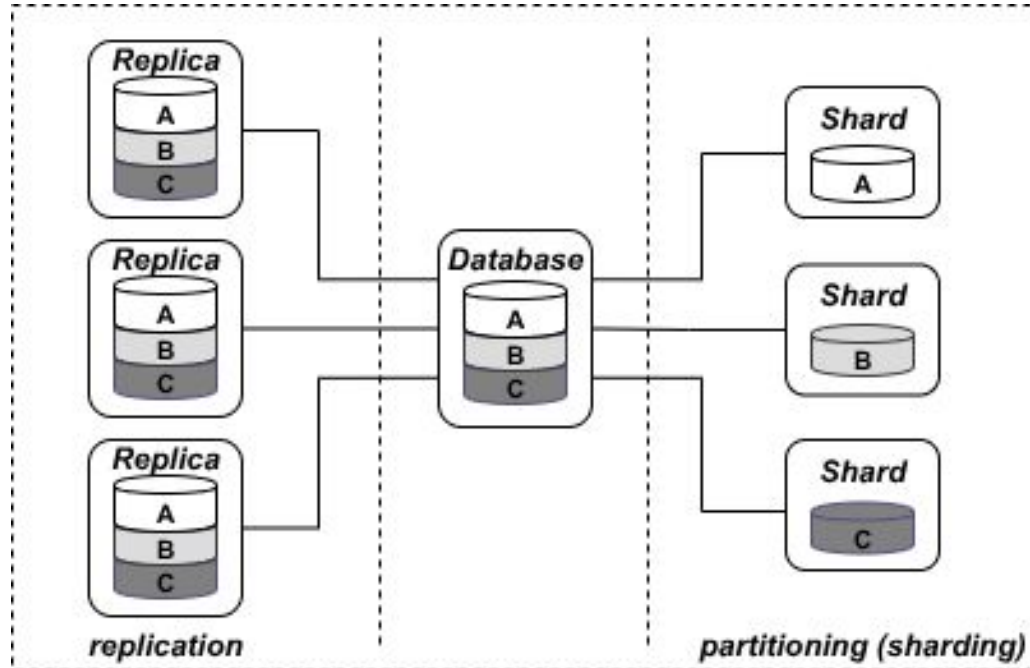 Replica
A
B
C
Replica
A
B
C
Replica
A
B
C
replication
Database
A
B
C
Shard
A
Shard
B
Shard
C
partitioning (sharding)